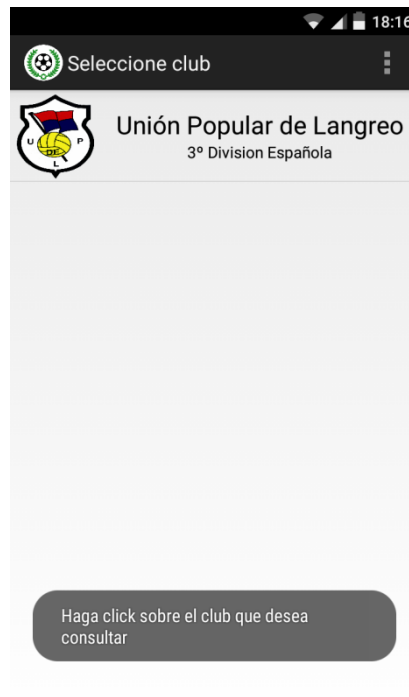 18:16
Seleccione club
Unión Popular de Langreo
3º Division Española
U P
DE
L
Haga click sobre el club que desea
consultar